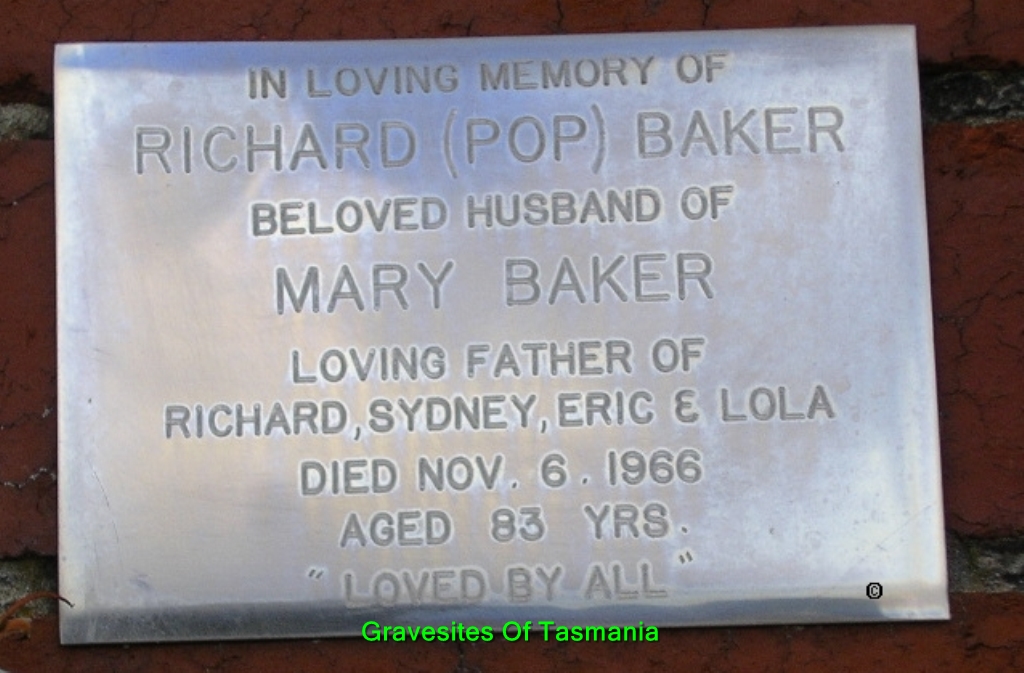 IN LOVING MEMORY OF
RICHARD (POP) BAKER
BELOVED HUSBAND OF
MARY BAKER
LOVING FATHER OF
RICHARD, SYDNEY, ERIC & LOLA
DIED NOV. 6. 1966
AGED 83 YRS.
"LOVED BY ALL"
©
Gravesites Of Tasmania